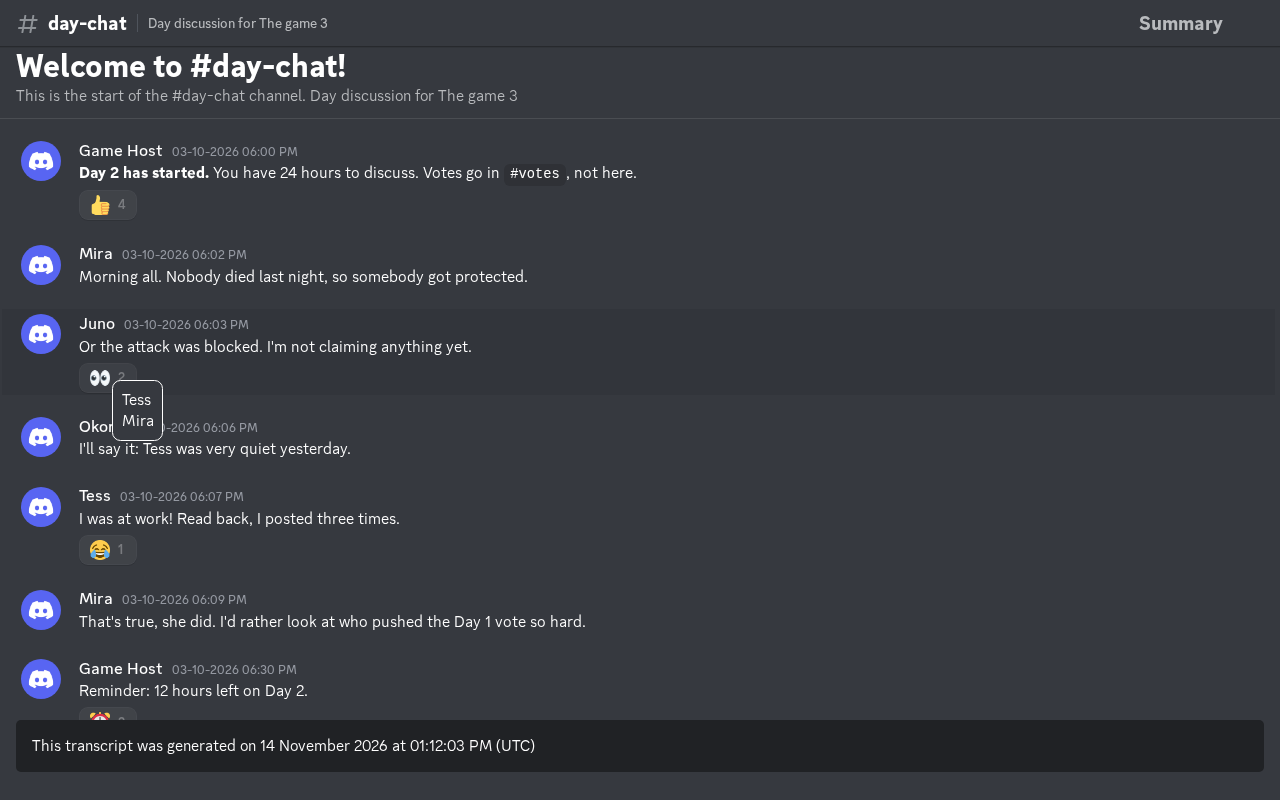 day-chat
Day discussion for The game 3
Summary
Welcome to #day-chat!
This is the start of the #day-chat channel. Day discussion for The game 3
Game Host 03-10-2026 06:00 PM
Day 2 has started. You have 24 hours to discuss. Votes go in #votes, not here.
4
Mira 03-10-2026 06:02 PM
Morning all. Nobody died last night, so somebody got protected.
Juno 03-10-2026 06:03 PM
Or the attack was blocked. I'm not claiming anything yet.
2
Tess
Mira
-2026 06:06 PM
I'll say it: Tess was very quiet yesterday.
Tess 03-10-2026 06:07 PM
I was at work! Read back, I posted three times.
1
Mira 03-10-2026 06:09 PM
That's true, she did. I'd rather look at who pushed the Day 1 vote so hard.
Game Host 03-10-2026 06:30 PM
Reminder: 12 hours left on Day 2.
This transcript was generated on 14 November 2026 at 01:12:03 PM (UTC)